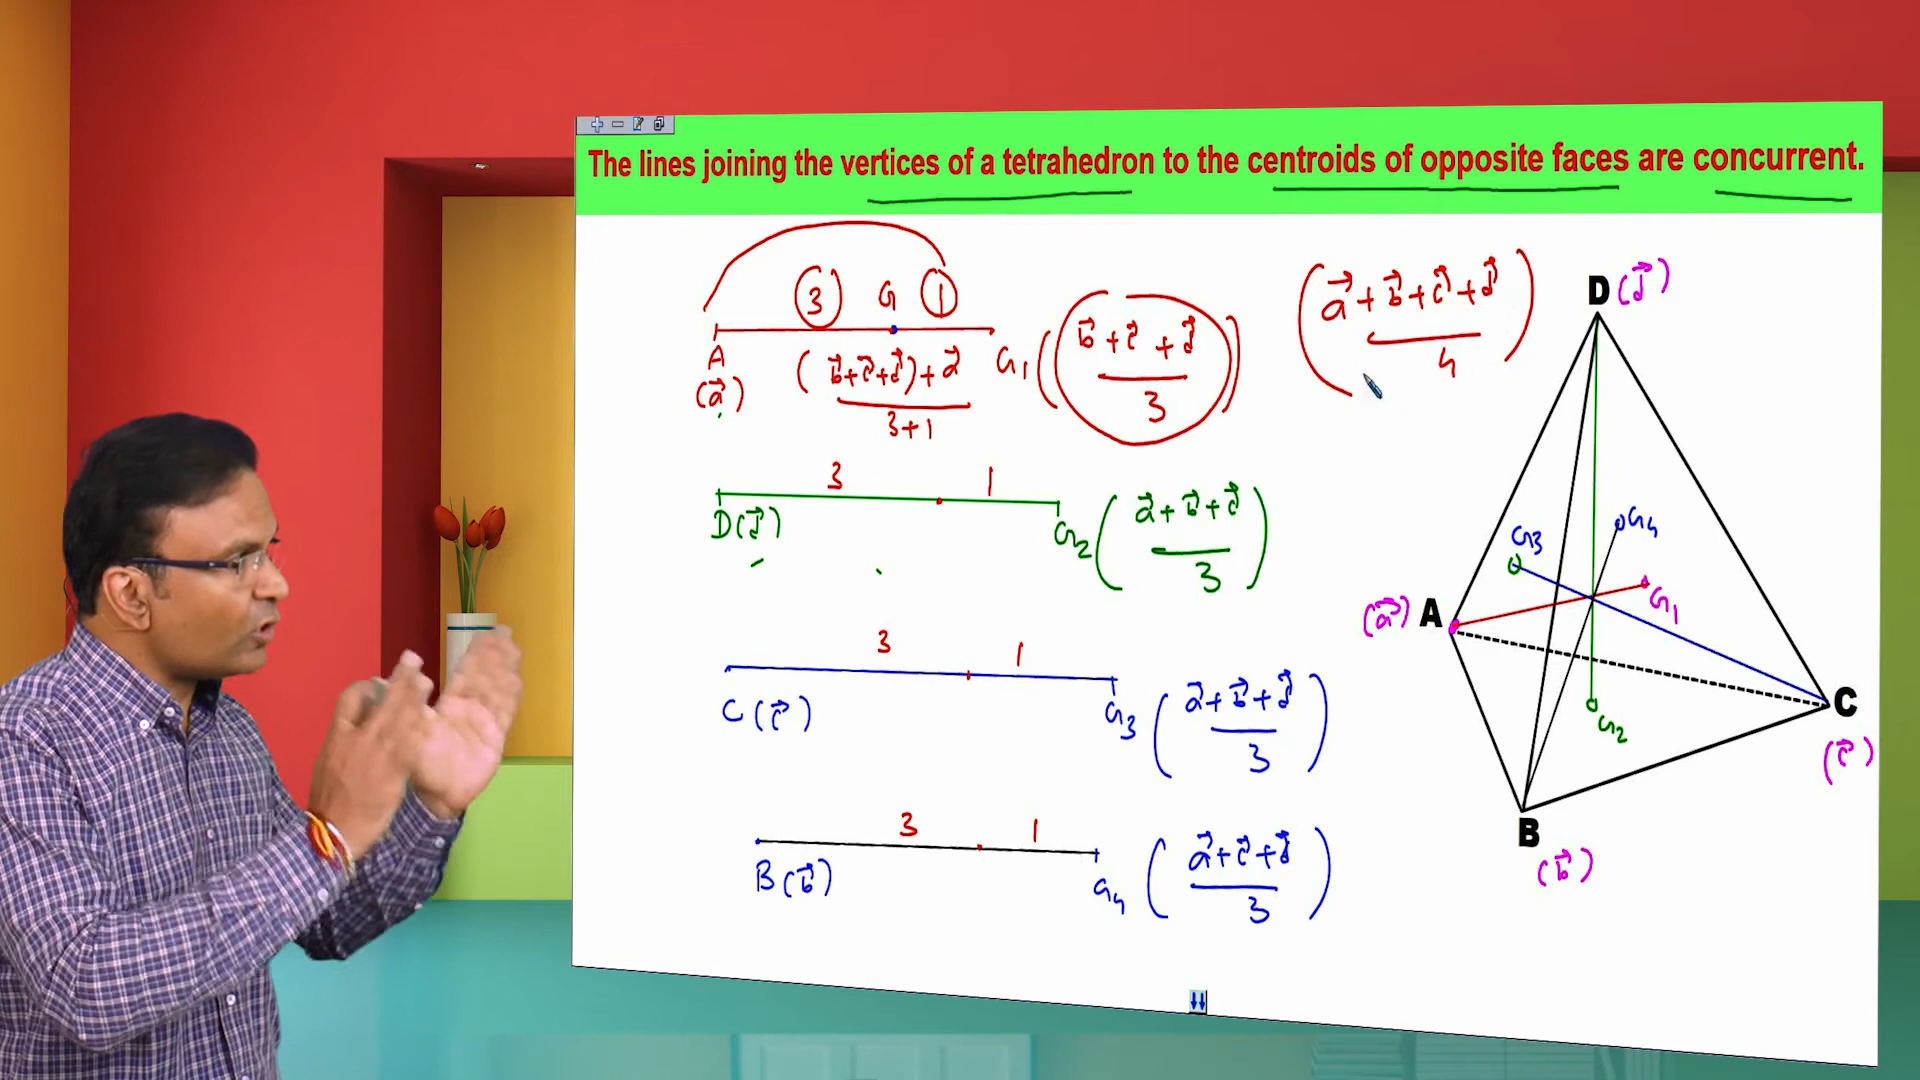 The lines joining the vertices of a tetrahedron to the centroids of opposite faces are concurrent.
3 G 1
A
(a⃗)
(b⃗+c⃗+d⃗)+a⃗
3+1
G1 (b⃗+c⃗+d⃗
3)
(a⃗+b⃗+c⃗+d⃗
4)
3 1
D(d⃗)
G2 (a⃗+b⃗+c⃗
3)
3 1
C(c⃗)
G3 (a⃗+b⃗+d⃗
3)
3 1
B(b⃗)
G4 (a⃗+c⃗+d⃗
3)
D (d⃗)
G3
G4
G1
(a⃗) A
G2
C
(c⃗)
B
(b⃗)